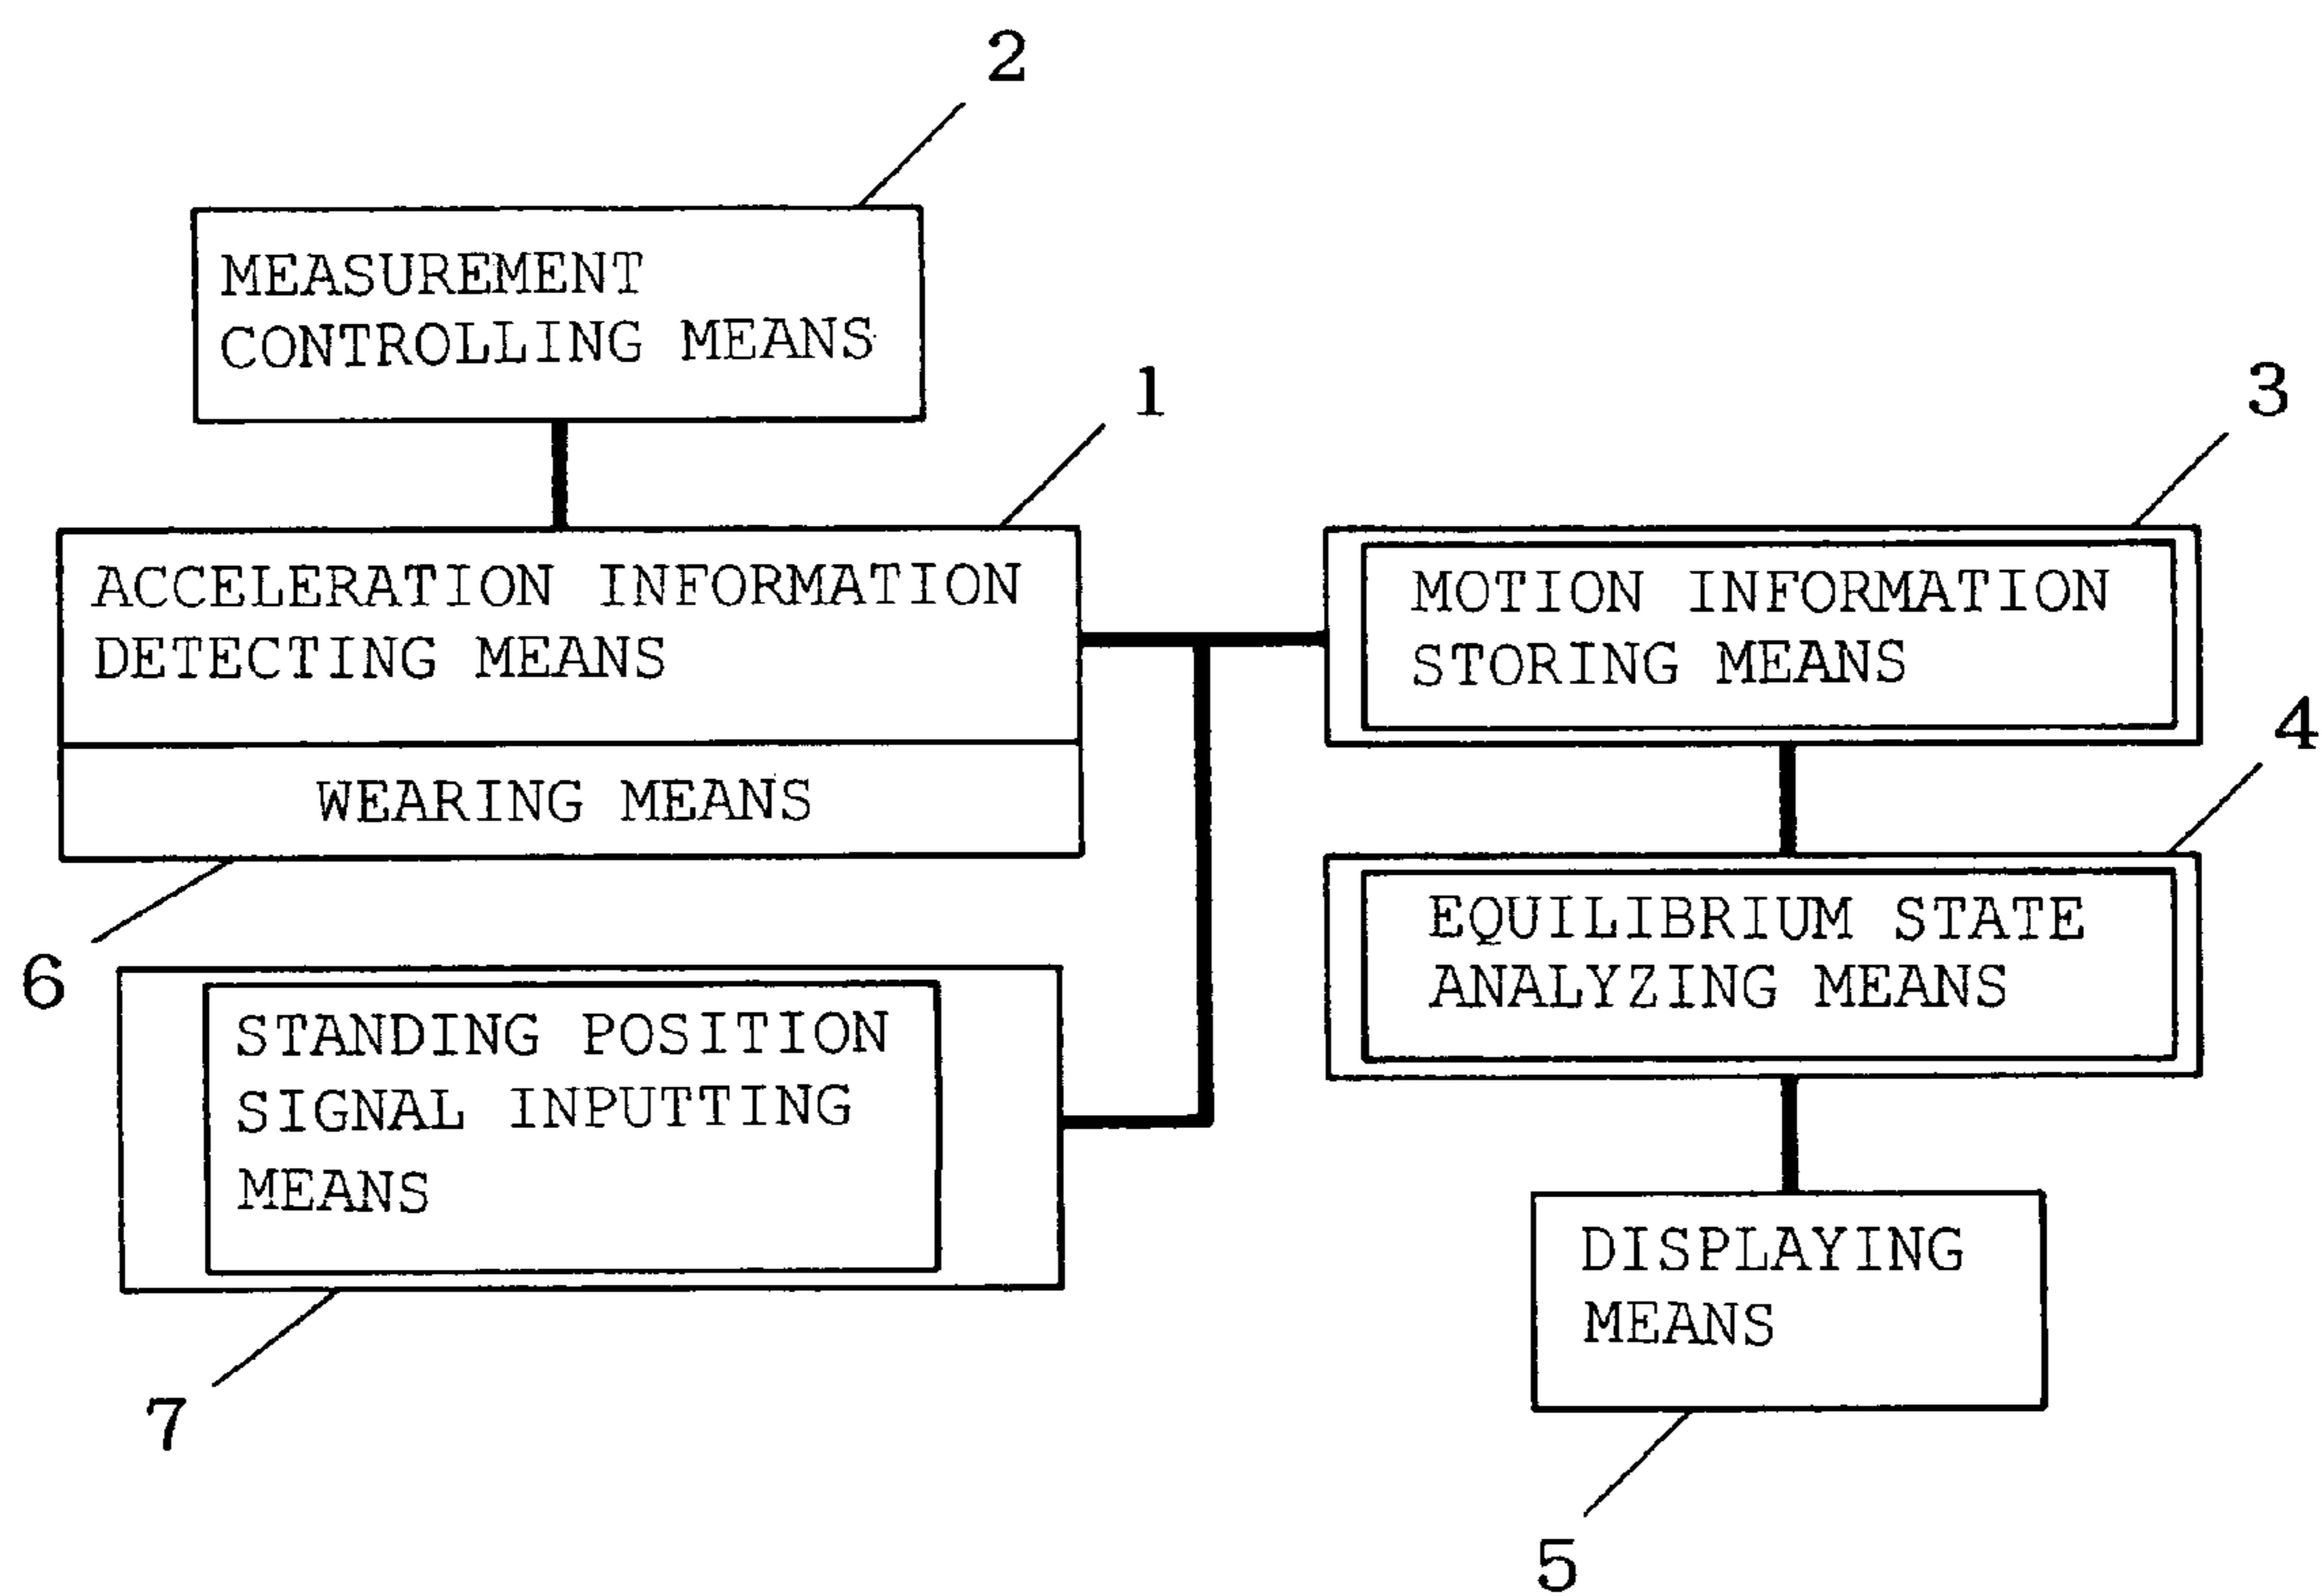 2
MEASUREMENT
CONTROLLING MEANS
1
ACCELERATION INFORMATION
DETECTING MEANS
WEARING MEANS
6
STANDING POSITION
SIGNAL INPUTTING
MEANS
7
3
MOTION INFORMATION
STORING MEANS
4
EQUILIBRIUM STATE
ANALYZING MEANS
DISPLAYING
MEANS
5